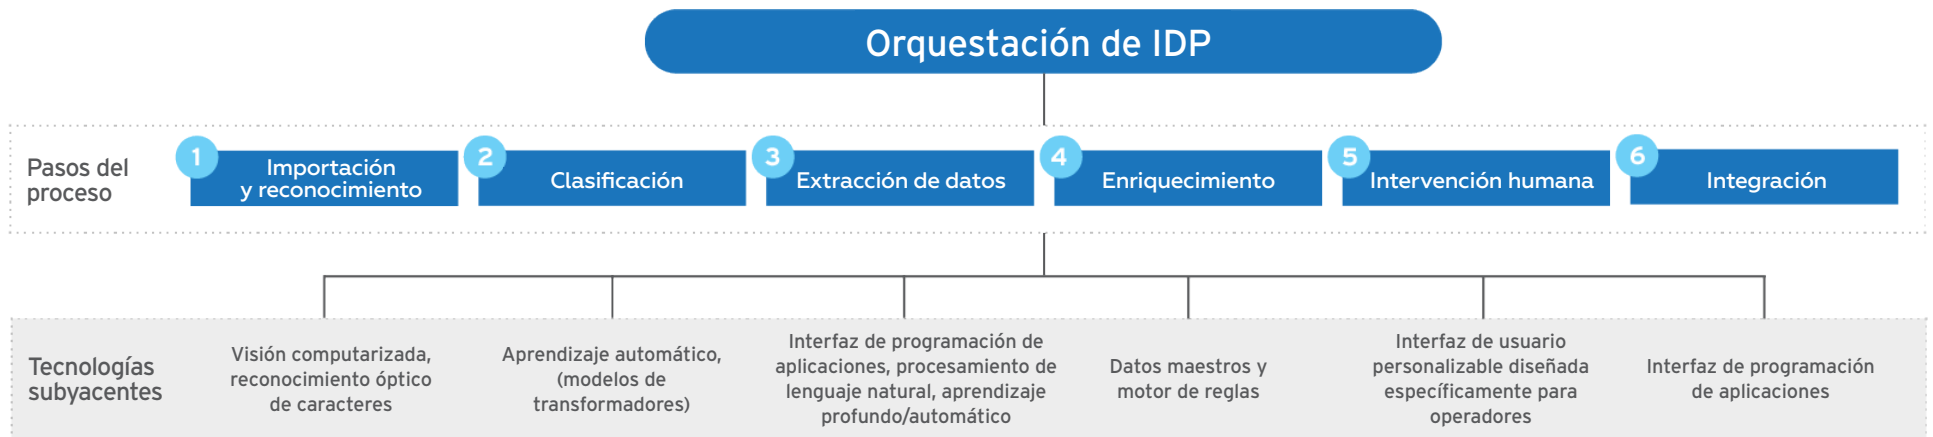 Orquestación de IDP
Pasos del
proceso
1
Importación
y reconocimiento
2
Clasificación
3
Extracción de datos
4
Enriquecimiento
5
Intervención humana
6
Integración
Tecnologías
subyacentes
Visión computarizada,
reconocimiento óptico
de caracteres
Aprendizaje automático,
(modelos de
transformadores)
Interfaz de programación de
aplicaciones, procesamiento de
lenguaje natural, aprendizaje
profundo/automático
Datos maestros y
motor de reglas
Interfaz de usuario
personalizable diseñada
específicamente para
operadores
Interfaz de programación
de aplicaciones